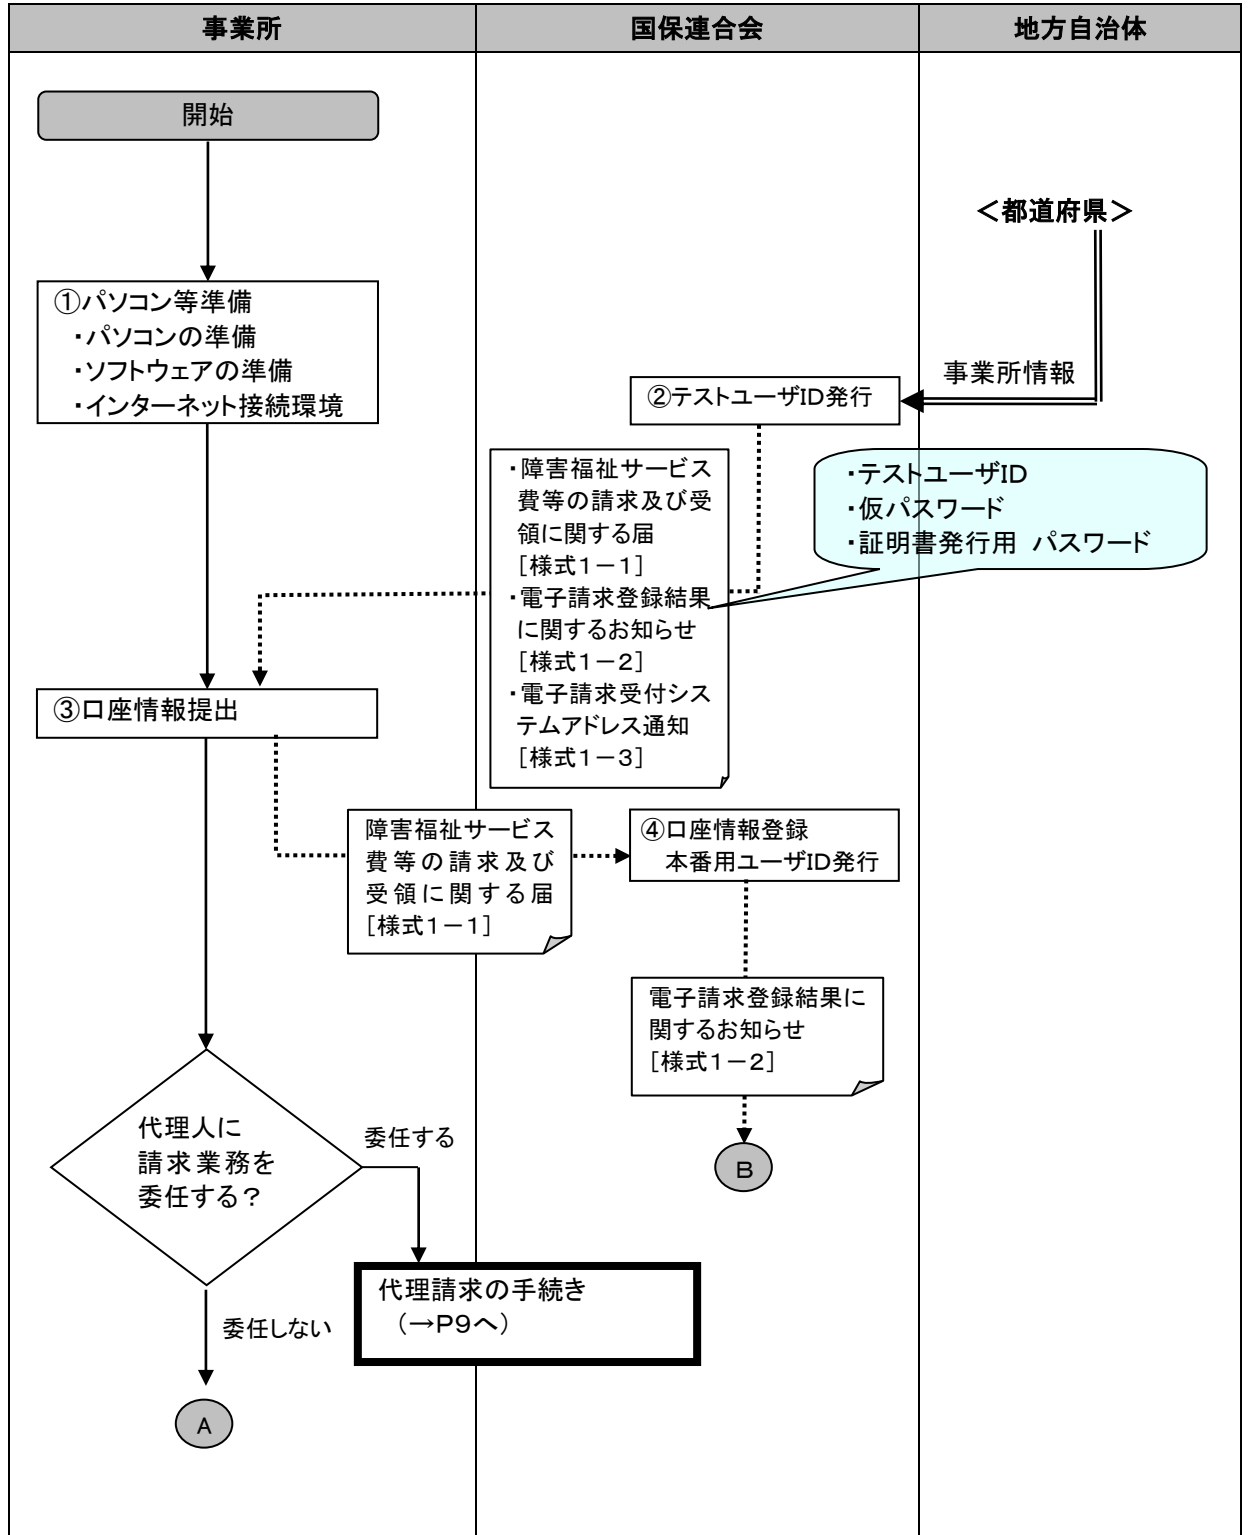 事業所
国保連合会
地方自治体
開始
＜都道府県＞
①パソコン等準備
・パソコンの準備
・ソフトウェアの準備
・インターネット接続環境
事業所情報
②テストユーザID発行
・障害福祉サービス
費等の請求及び受
領に関する届
［様式１－１］
・電子請求登録結果
に関するお知らせ
［様式１－２］
・電子請求受付シス
テムアドレス通知
［様式１－３］
・テストユーザID
・仮パスワード
・証明書発行用 パスワード
③口座情報提出
障害福祉サービス
費等の請求及び
受領に関する届
［様式１－１］
④口座情報登録
本番用ユーザID発行
電子請求登録結果に
関するお知らせ
［様式１－２］
B
代理人に
請求業務を
委任する？
委任する
代理請求の手続き
（→P９へ）
委任しない
A